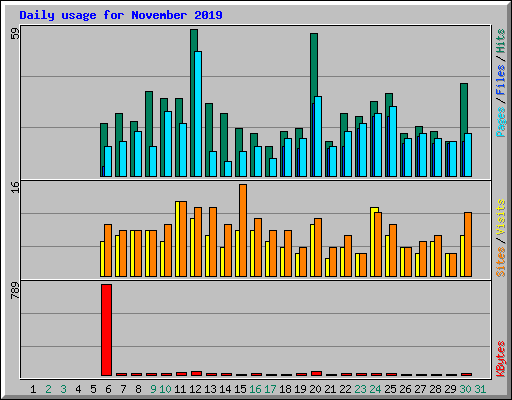 Daily usage for November 2019
59
16
789
Pages / Files / Hits
Sites / Visits
KBytes
1 2 3 4 5 6 7 8 9 10 11 12 13 14 15 16 17 18 19 20 21 22 23 24 25 26 27 28 29 30 31